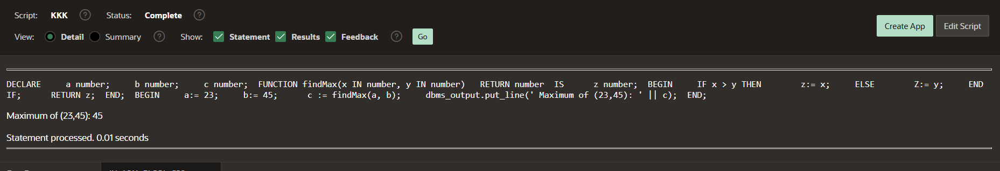 Script: KKK ? Status: Complete ?
View: Detail Summary ? Show: Statement Results Feedback ? Go
Create App Edit Script
DECLARE a number; b number; c number; FUNCTION findMax(x IN number, y IN number) RETURN number IS z number; BEGIN IF x > y THEN z:= x; ELSE Z:= y; END
IF; RETURN z; END; BEGIN a:= 23; b:= 45; c := findMax(a, b); dbms_output.put_line(' Maximum of (23,45): ' || c); END;
Maximum of (23,45): 45
Statement processed. 0.01 seconds